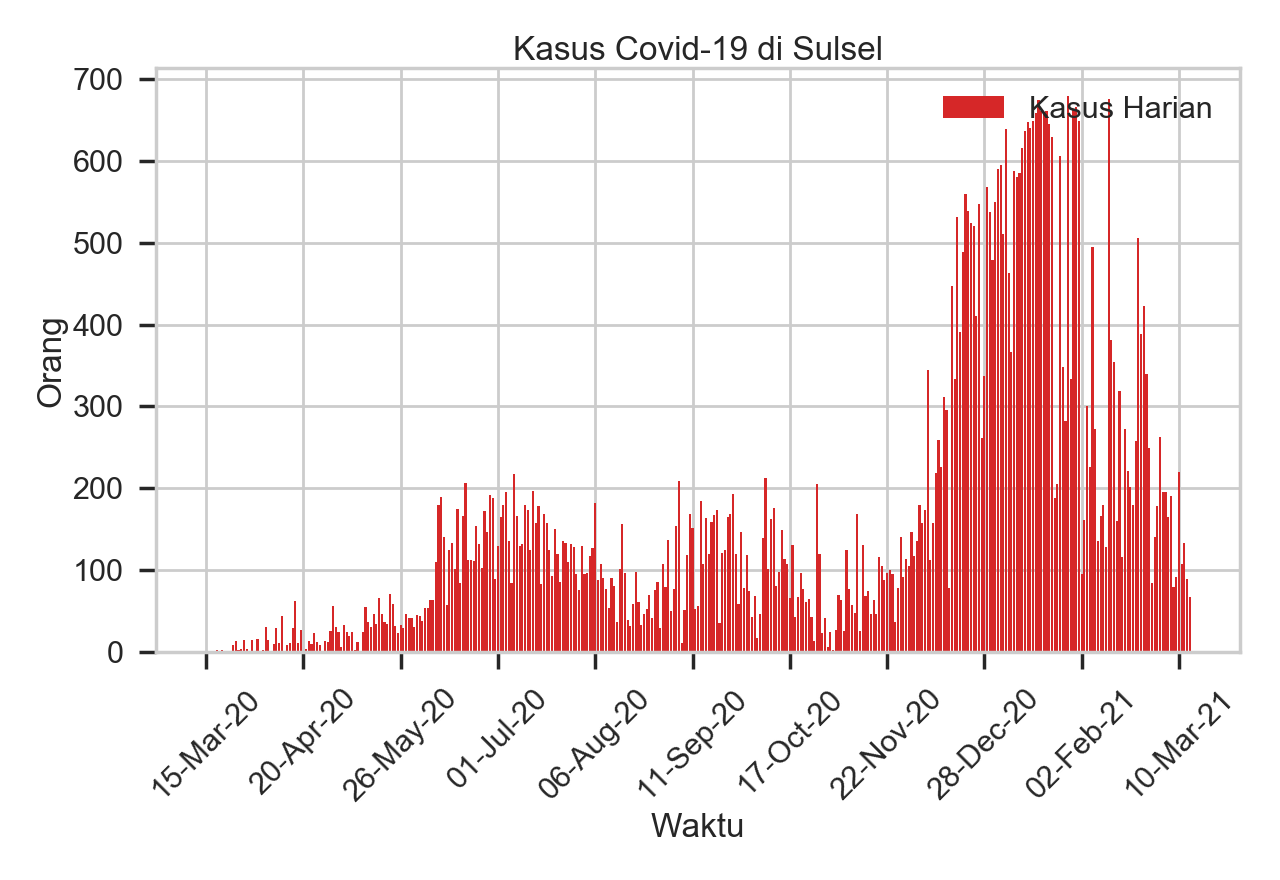 Kasus Covid-19 di Sulsel
Kasus Harian
Orang
700
600
500
400
300
200
100
0
15-Mar-20
20-Apr-20
26-May-20
01-Jul-20
06-Aug-20
11-Sep-20
17-Oct-20
22-Nov-20
28-Dec-20
02-Feb-21
10-Mar-21
Waktu